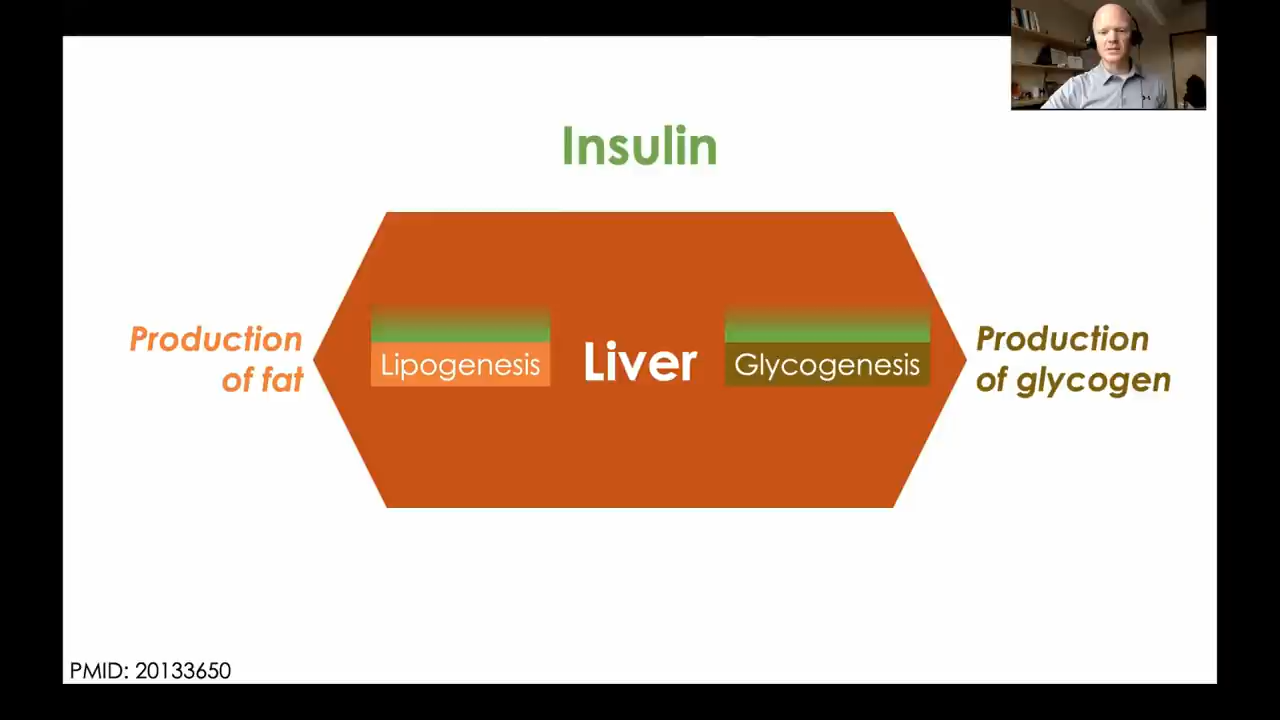 Insulin
Production
of fat
Lipogenesis
Liver
Glycogenesis
Production
of glycogen
PMID: 20133650